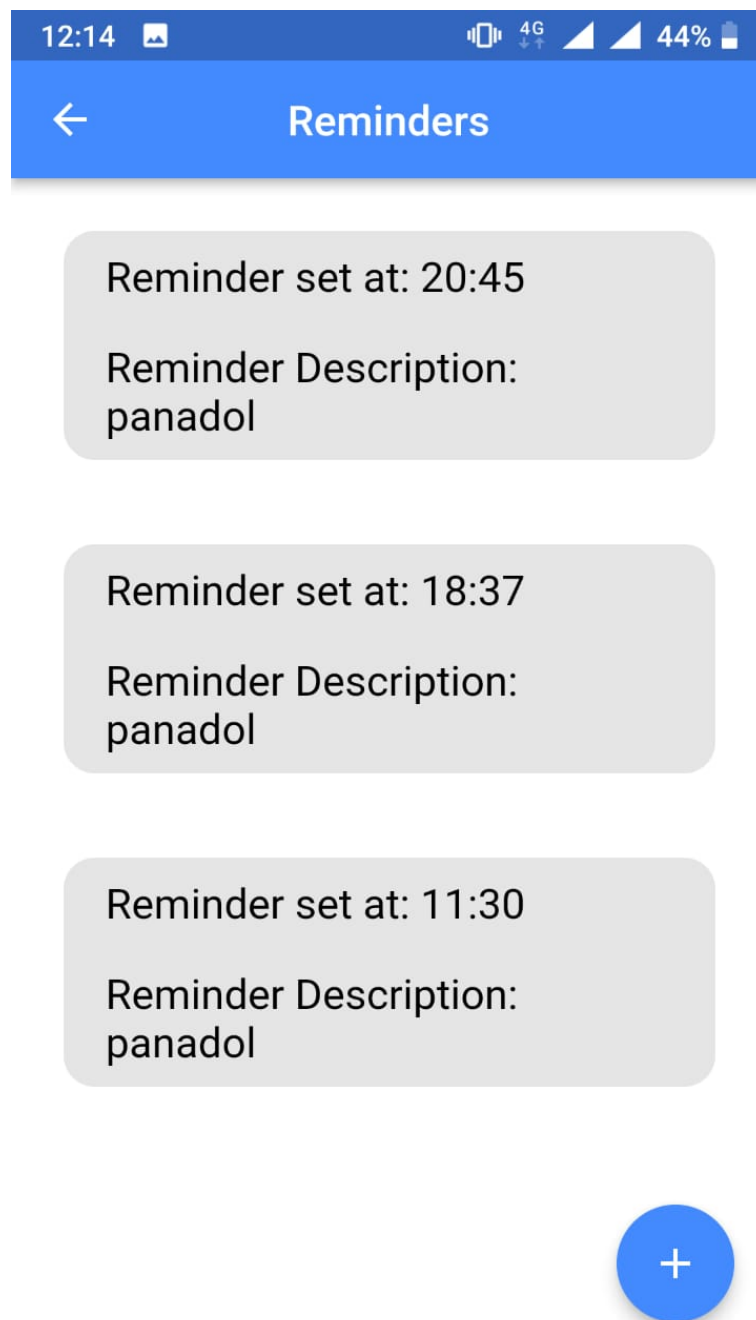 12:14 4G 44%
Reminders
Reminder set at: 20:45
Reminder Description:
panadol
Reminder set at: 18:37
Reminder Description:
panadol
Reminder set at: 11:30
Reminder Description:
panadol
+